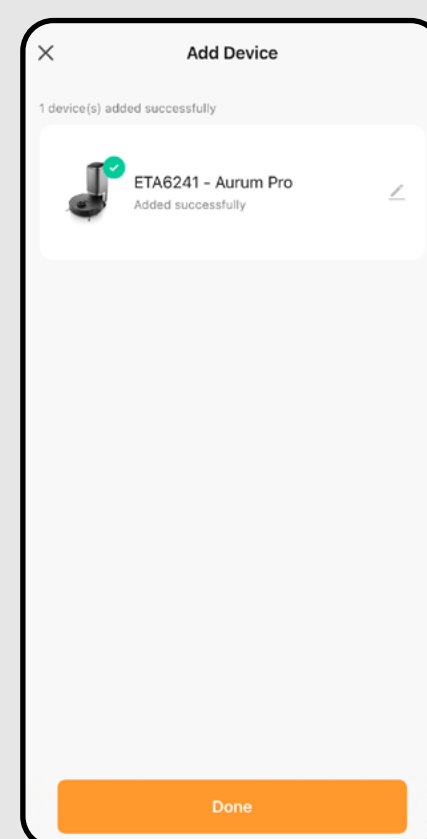 Add Device
1 device(s) added successfully
ETA6241 - Aurum Pro
Added successfully
Done